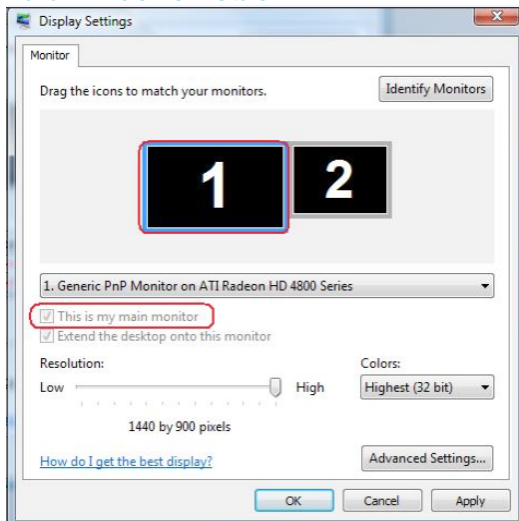 Display Settings
Monitor
Drag the icons to match your monitors.
Identify Monitors
1
2
1. Generic PnP Monitor on ATI Radeon HD 4800 Series
This is my main monitor
Extend the desktop onto this monitor
Resolution:
Colors:
Low
High
Highest (32 bit)
1440 by 900 pixels
How do I get the best display?
Advanced Settings...
OK
Cancel
Apply